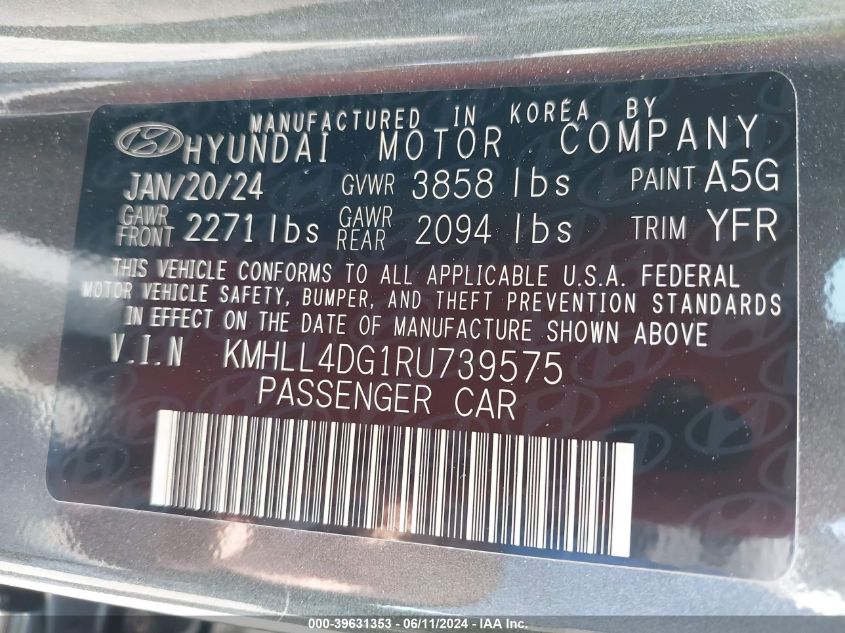 MANUFACTURED IN KOREA BY
HYUNDAI MOTOR COMPANY
JAN/20/24 GVWR 3858 lbs PAINT A5G
GAWR FRONT 2271 lbs GAWR REAR 2094 lbs TRIM YFR
THIS VEHICLE CONFORMS TO ALL APPLICABLE U.S.A. FEDERAL
MOTOR VEHICLE SAFETY, BUMPER, AND THEFT PREVENTION STANDARDS
IN EFFECT ON THE DATE OF MANUFACTURE SHOWN ABOVE
V.I.N KMHLL4DG1RU739575
PASSENGER CAR
000-39631353 - 06/11/2024 - IAA, Inc.